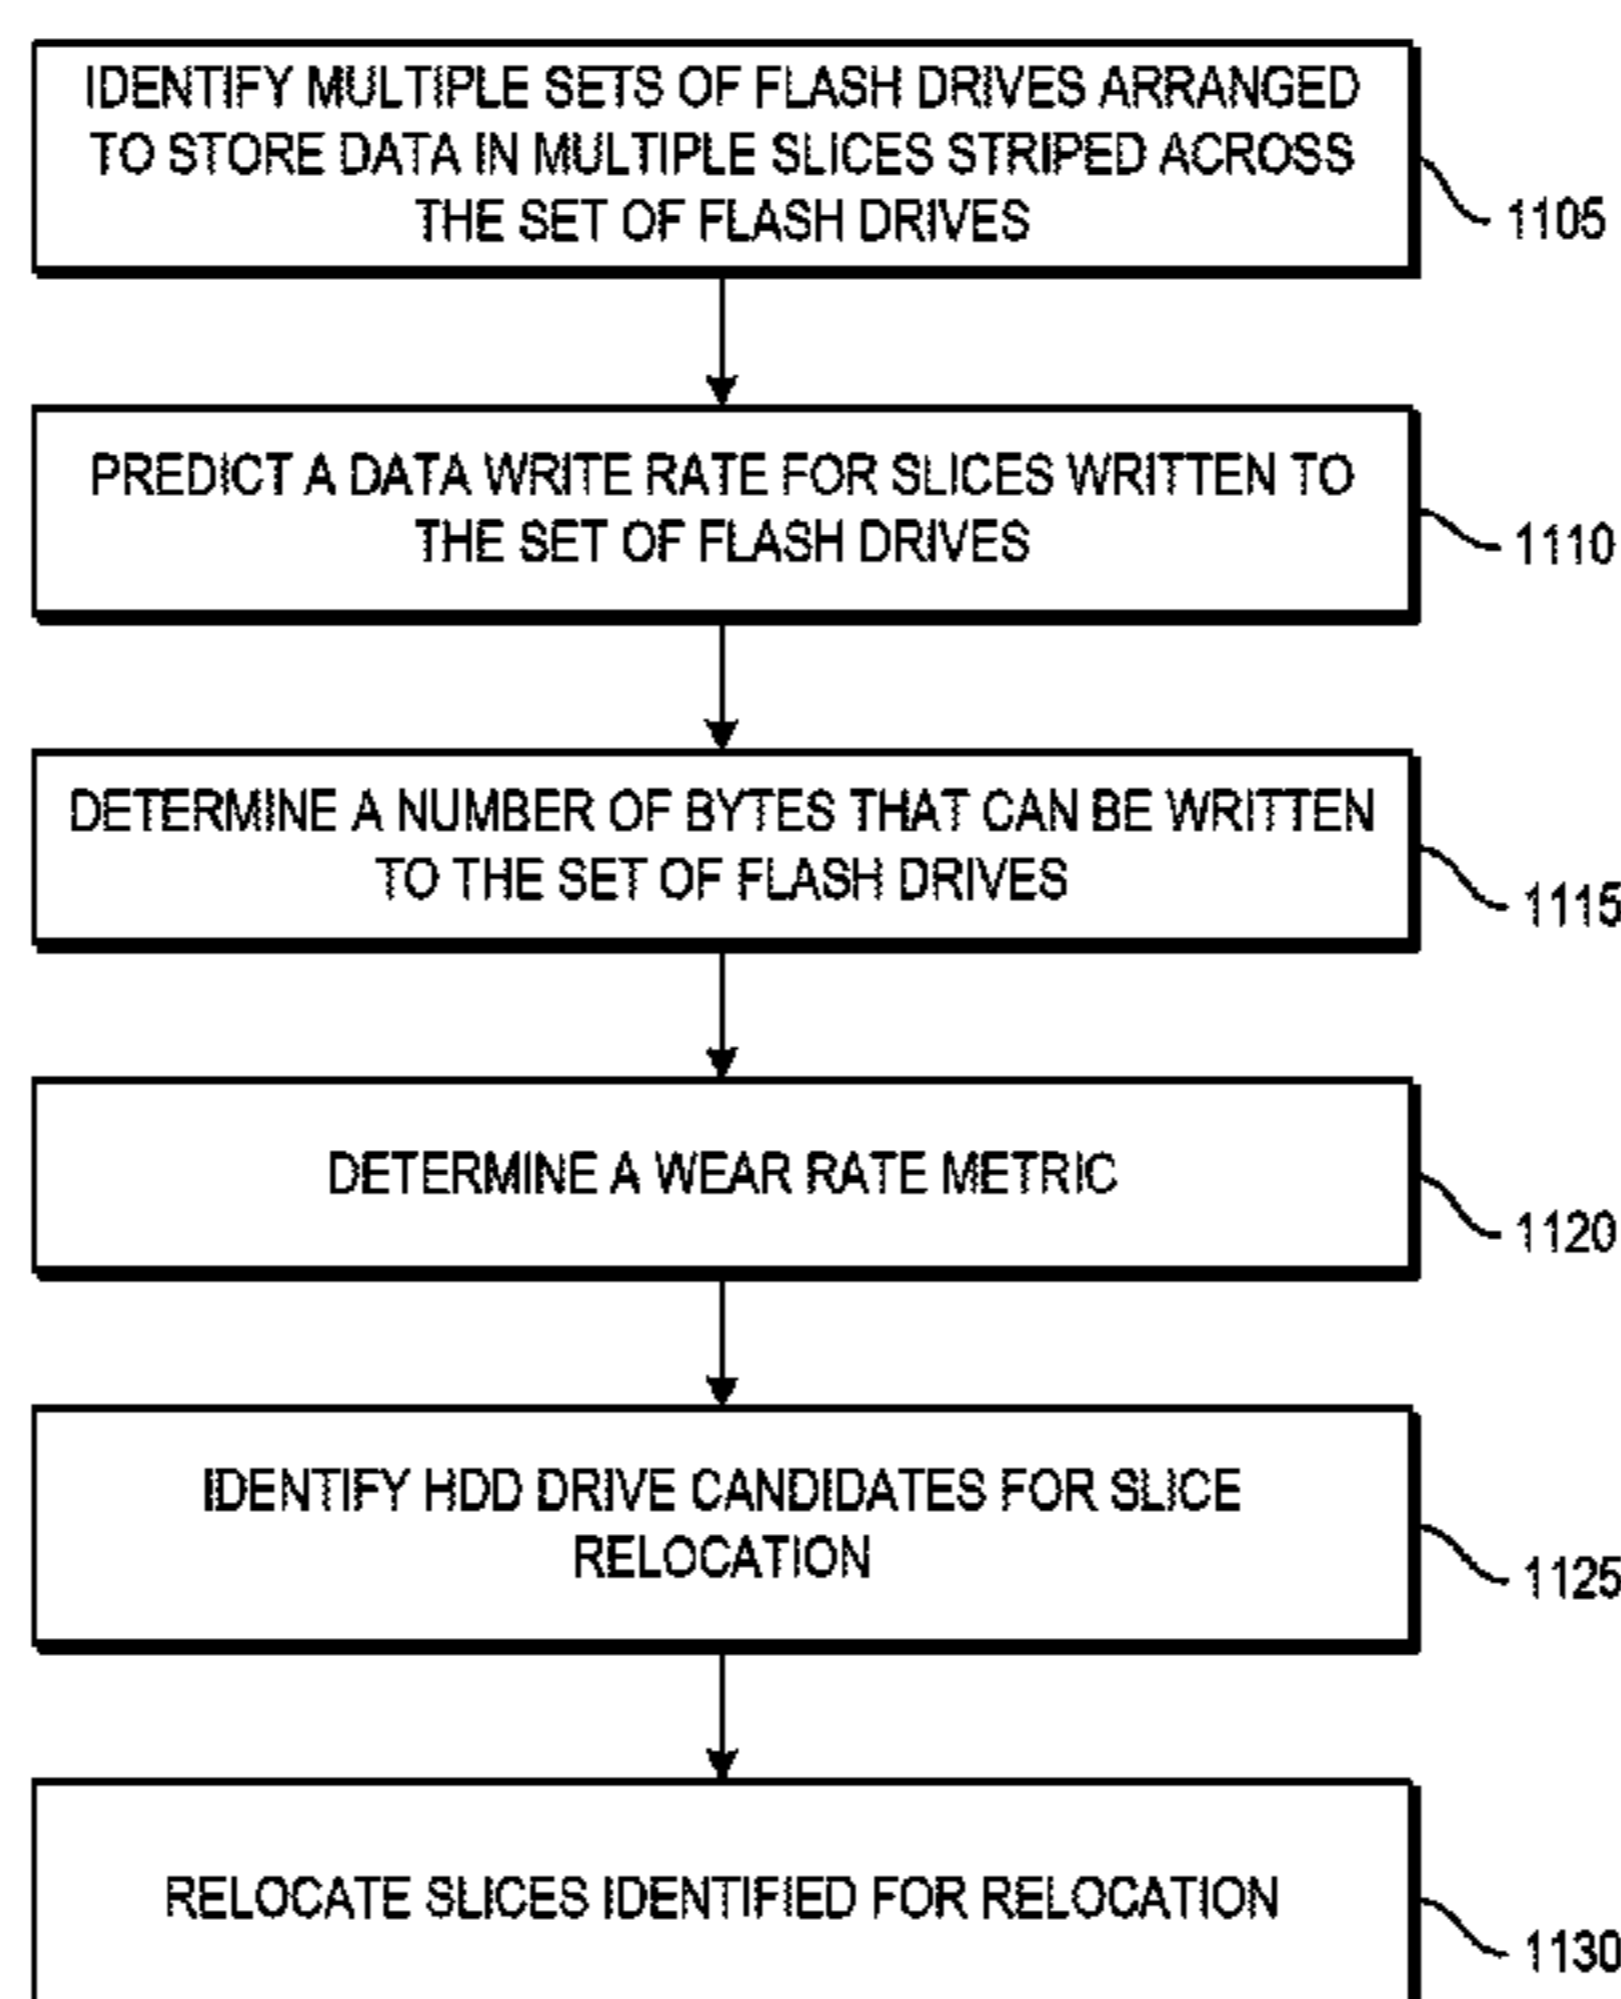 IDENTIFY MULTIPLE SETS OF FLASH DRIVES ARRANGED
TO STORE DATA IN MULTIPLE SLICES STRIPED ACROSS
THE SET OF FLASH DRIVES
1105
PREDICT A DATA WRITE RATE FOR SLICES WRITTEN TO
THE SET OF FLASH DRIVES
1110
DETERMINE A NUMBER OF BYTES THAT CAN BE WRITTEN
TO THE SET OF FLASH DRIVES
1115
DETERMINE A WEAR RATE METRIC
1120
IDENTIFY HDD DRIVE CANDIDATES FOR SLICE
RELOCATION
1125
RELOCATE SLICES IDENTIFIED FOR RELOCATION
1130